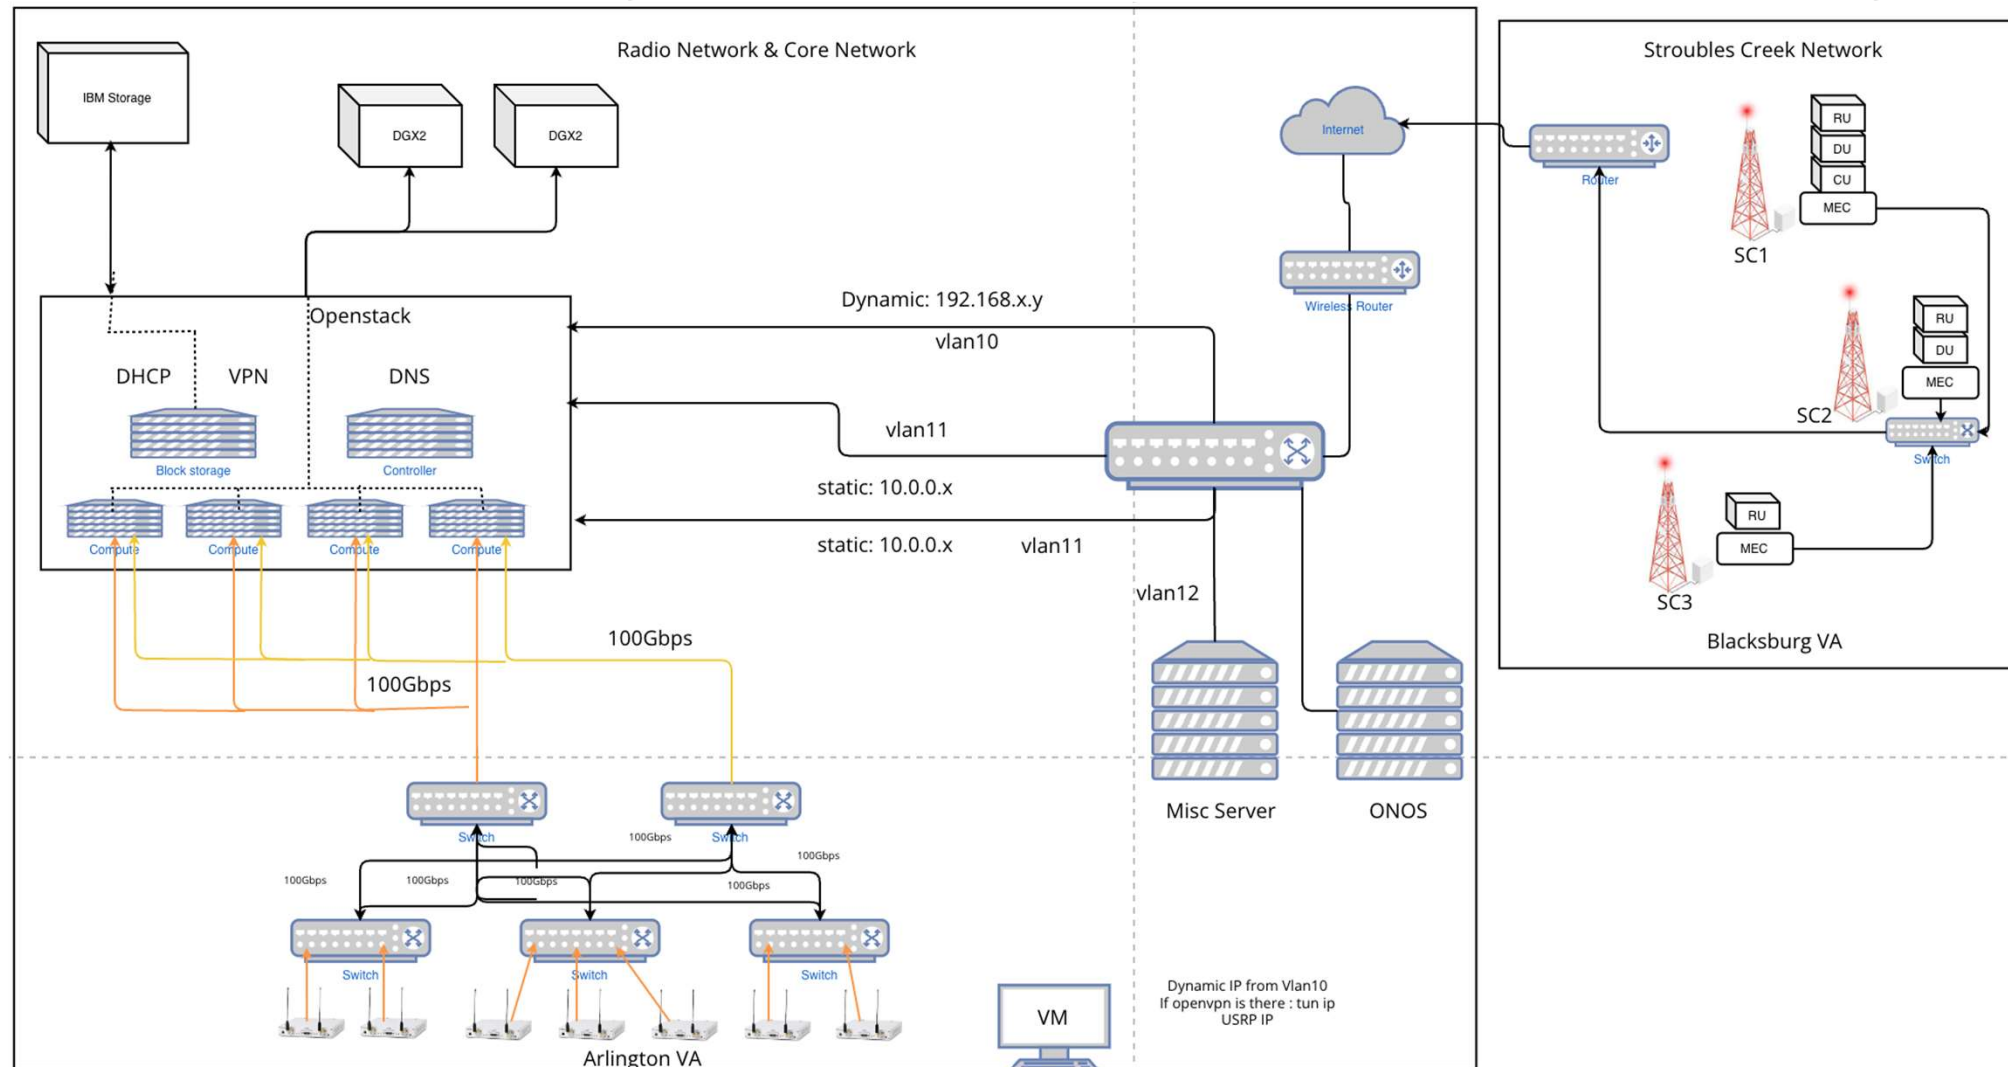 Radio Network & Core Network
IBM Storage
DGX2
DGX2
Openstack
DHCP
VPN
DNS
Block storage
Controller
Compute
Compute
Compute
Compute
Dynamic: 192.168.x.y
vlan10
vlan11
static: 10.0.0.x
static: 10.0.0.x
vlan11
vlan12
100Gbps
100Gbps
Internet
Wireless Router
Misc Server
ONOS
Switch
Switch
100Gbps
100Gbps
100Gbps
100Gbps
100Gbps
100Gbps
Switch
Switch
Switch
Arlington VA
VM
Dynamic IP from Vlan10
If openvpn is there : tun ip
USRP IP
Stroubles Creek Network
Router
RU
DU
CU
MEC
SC1
RU
DU
MEC
SC2
Switch
RU
MEC
SC3
Blacksburg VA